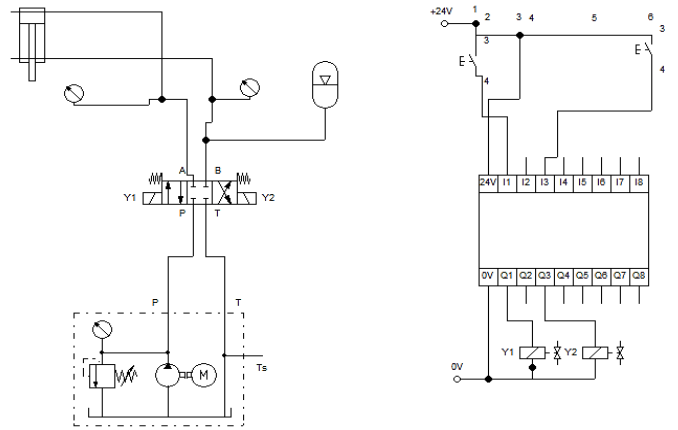 +24V 1 2 3 4 5 6
3 3
4 4
A B
Y1 Y2
P T
24V I1 I2 I3 I4 I5 I6 I7 I8
0V Q1 Q2 Q3 Q4 Q5 Q6 Q7 Q8
P T
M
Ts
Y1 Y2
0V